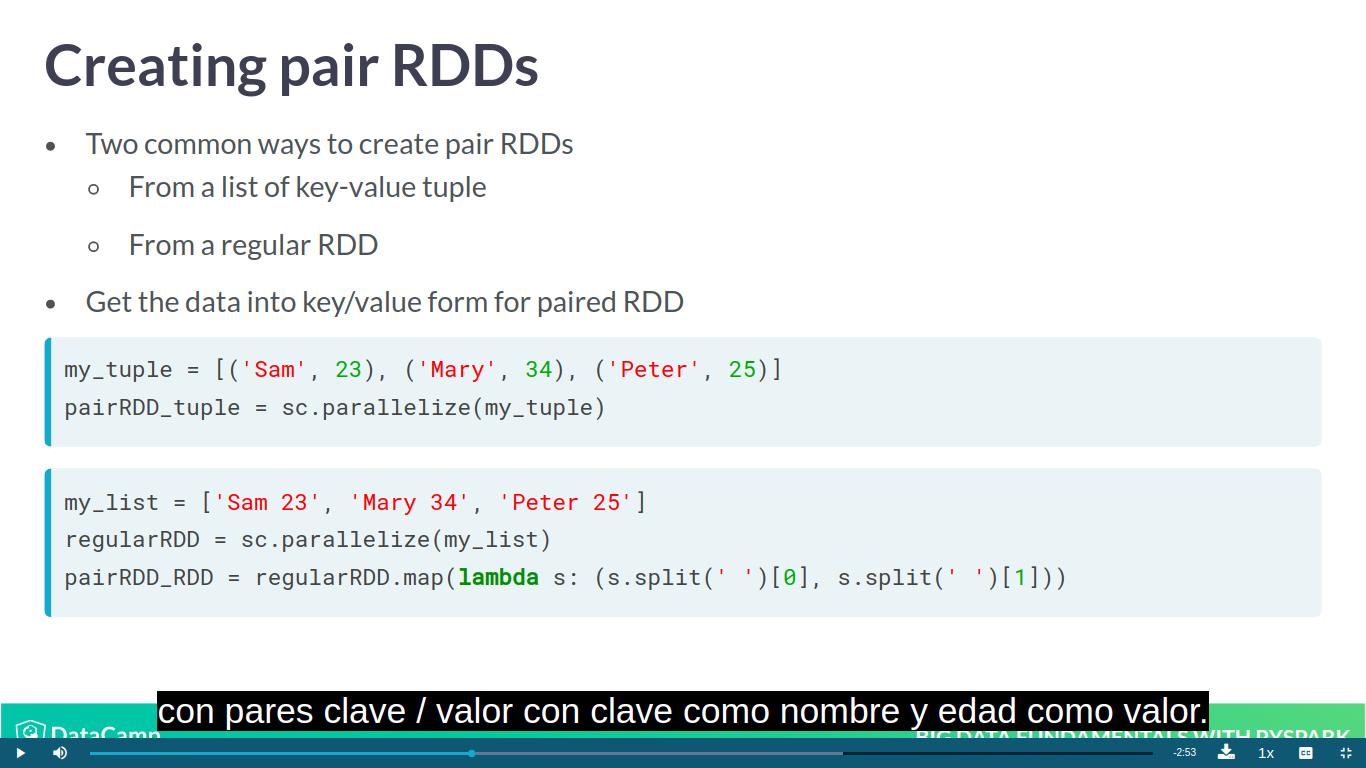 Creating pair RDDs
• Two common ways to create pair RDDs
○ From a list of key-value tuple
○ From a regular RDD
• Get the data into key/value form for paired RDD
my_tuple = [('Sam', 23), ('Mary', 34), ('Peter', 25)]
pairRDD_tuple = sc.parallelize(my_tuple)
my_list = ['Sam 23', 'Mary 34', 'Peter 25']
regularRDD = sc.parallelize(my_list)
pairRDD_RDD = regularRDD.map(lambda s: (s.split(' ')[0], s.split(' ')[1]))
con pares clave / valor con clave como nombre y edad como valor.
DataCamp
BIG DATA FUNDAMENTALS WITH PYSPARK
-2:53
1x
CC